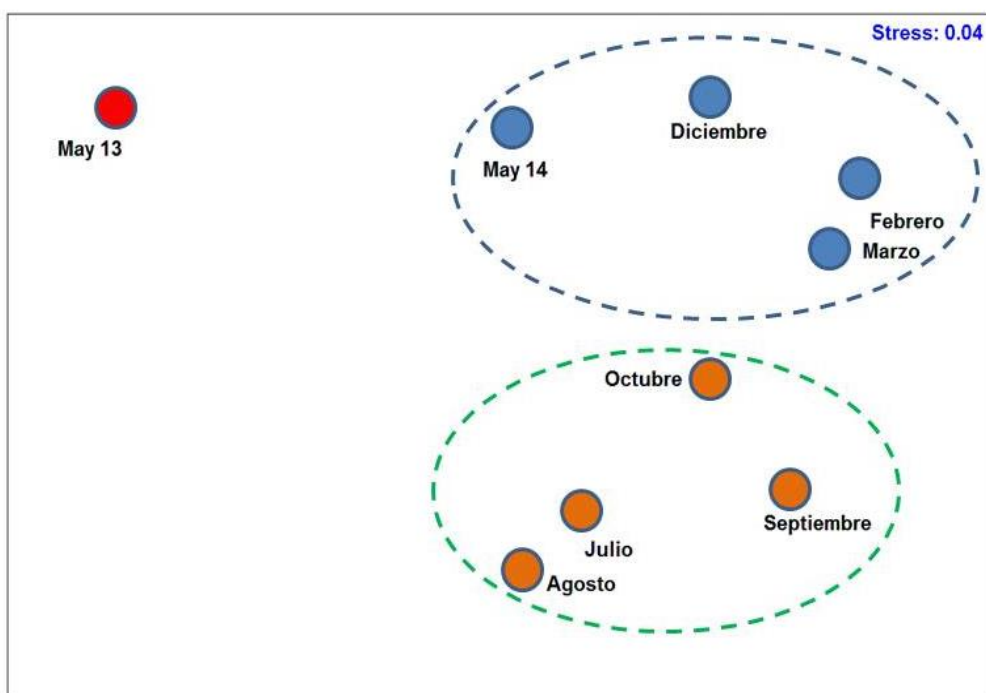 Stress: 0.04
May 13
Diciembre
May 14
Febrero
Marzo
Octubre
Septiembre
Julio
Agosto